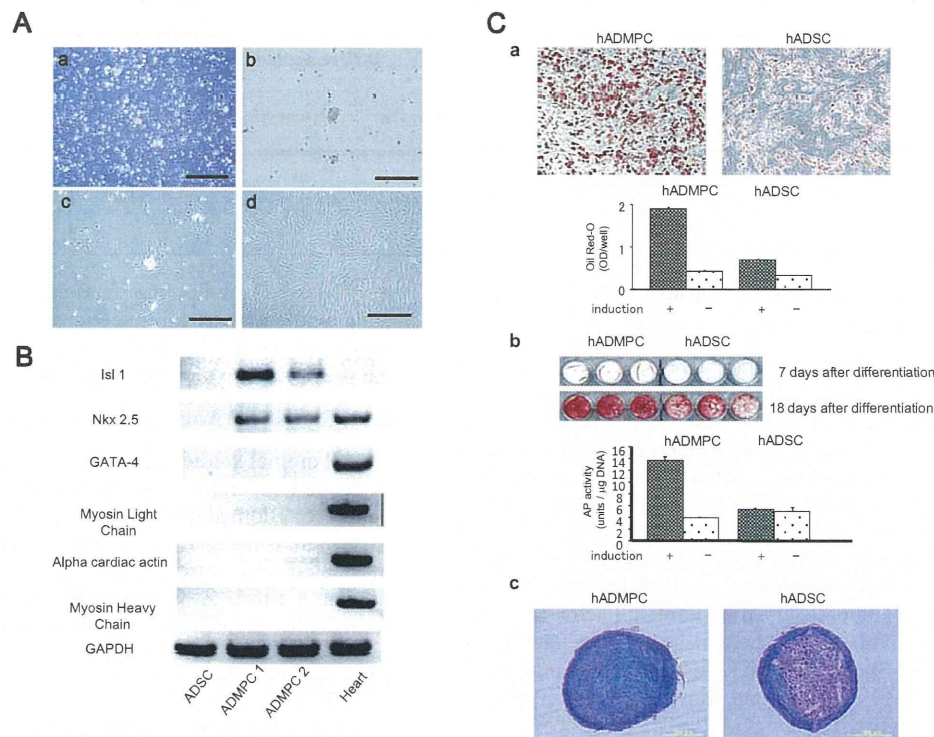 A
a
b
c
d
B
Isl 1
Nkx 2.5
GATA-4
Myosin Light
Chain
Alpha cardiac actin
Myosin Heavy
Chain
GAPDH
ADSC
ADMPC 1
ADMPC 2
Heart
C
hADMPC
hADSC
a
hADMPC
hADSC
2
1
0
Oil Red-O
(OD/well)
induction + − + −
b
hADMPC
hADSC
7 days after differentiation
18 days after differentiation
hADMPC
hADSC
16
14
12
10
8
6
4
2
0
AP activity
(units / µg DNA)
induction + − + −
c
hADMPC
hADSC